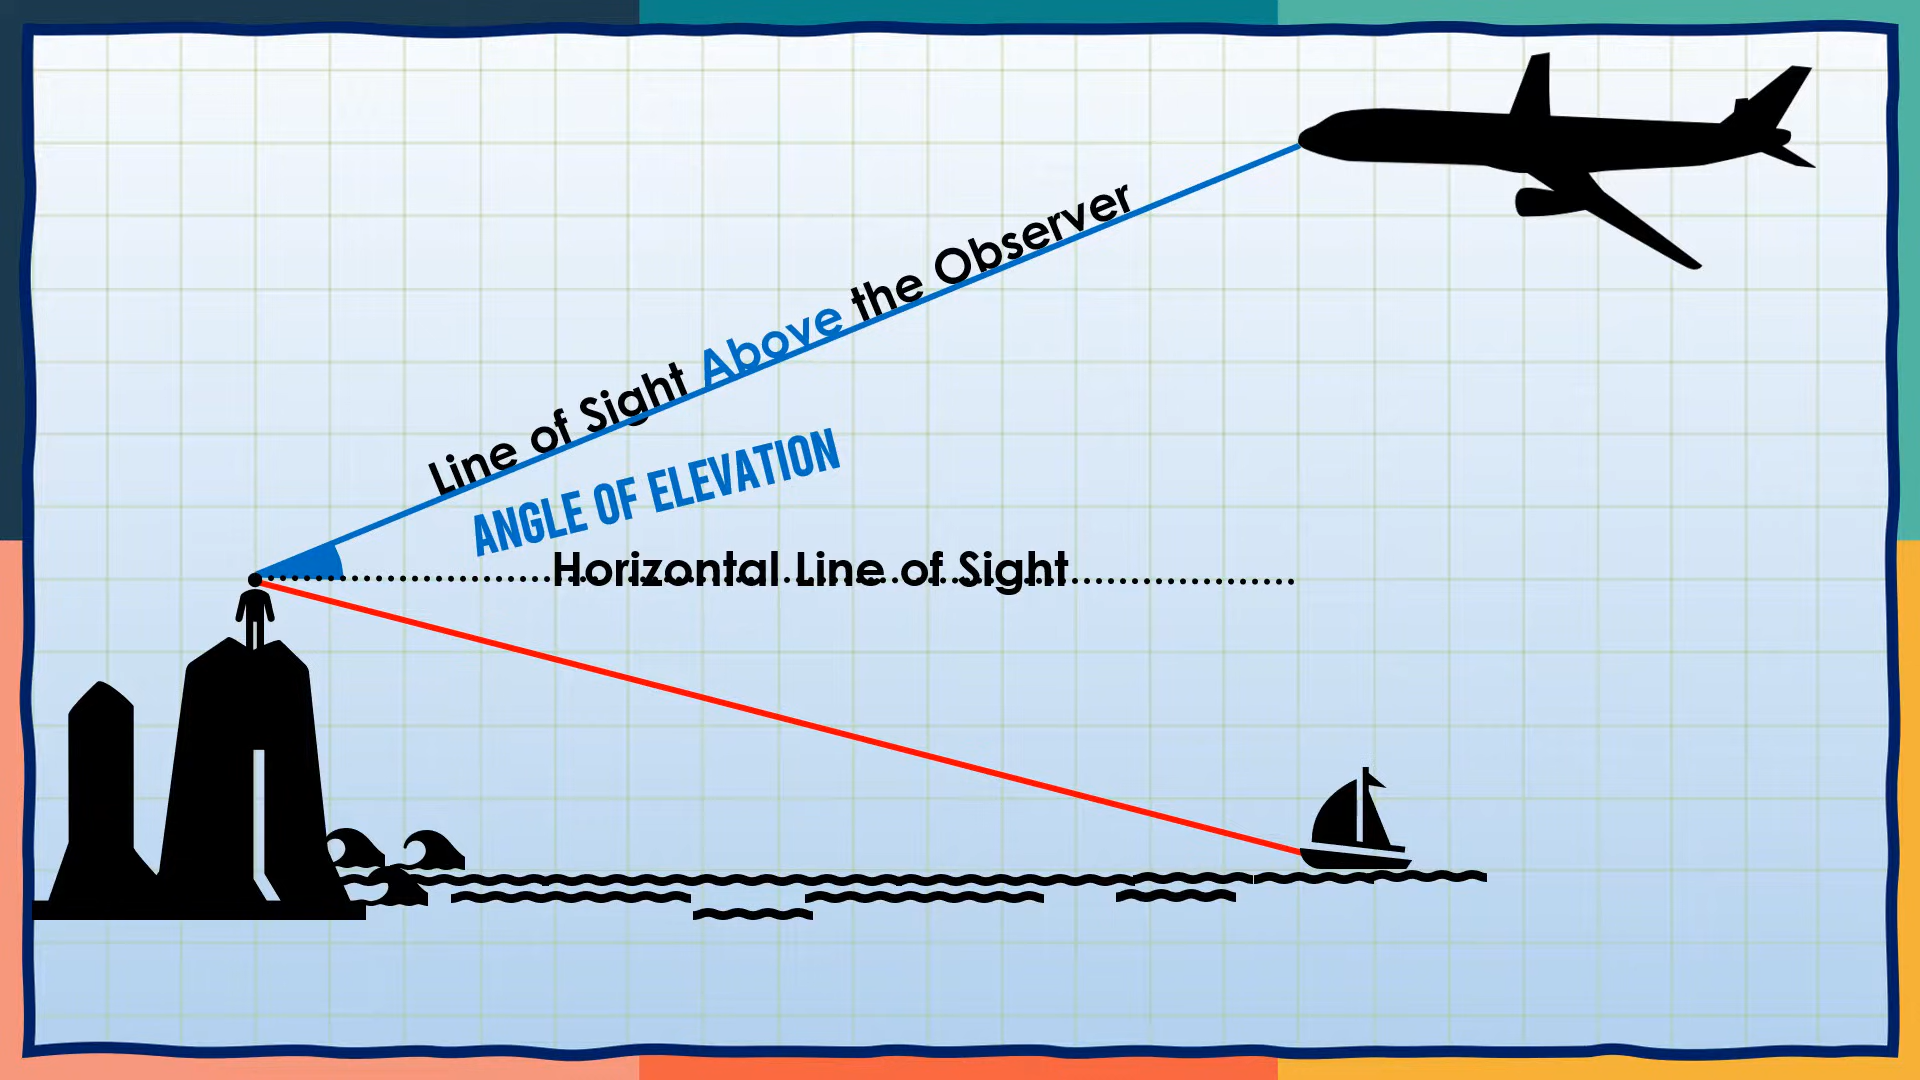 Line of Sight Above the Observer
ANGLE OF ELEVATION
Horizontal Line of Sight